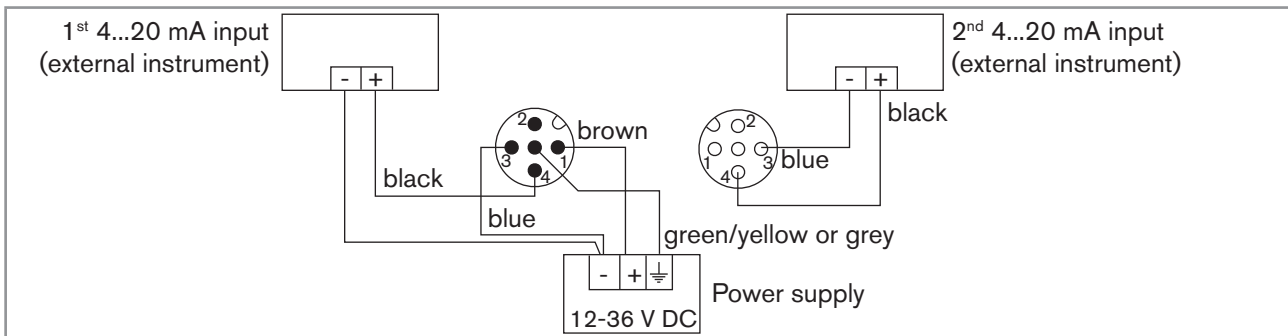 1st 4...20 mA input
(external instrument)
- +
2nd 4...20 mA input
(external instrument)
- +
black
2
brown
3
1
4
black
blue
2
1
3
blue
4
green/yellow or grey
- +
Power supply
12-36 V DC